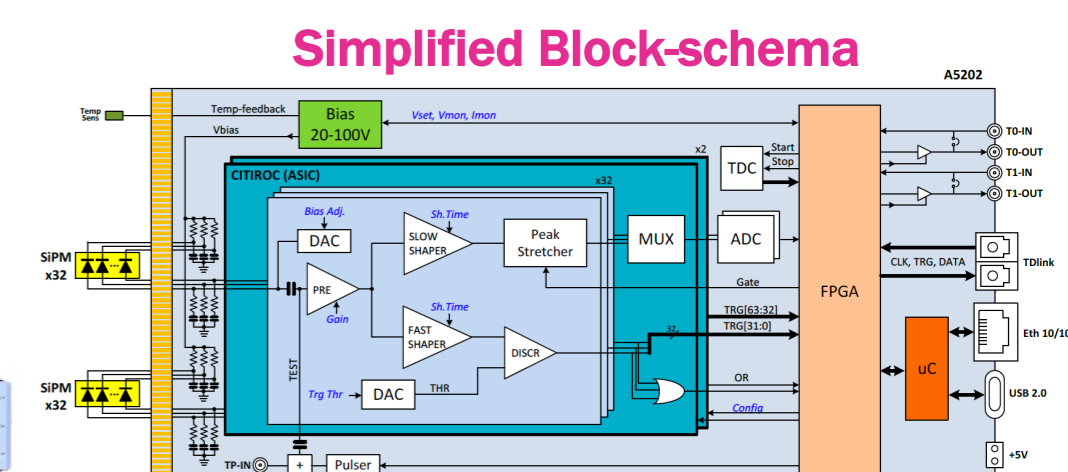 Simplified Block-schema
A5202
Temp
Sens
Temp-feedback
Vbias
Bias
20-100V
Vset, Vmon, Imon
x2
CITIROC (ASIC)
x32
Bias Adj.
DAC
Sh.Time
SLOW
SHAPER
Peak
Stretcher
MUX
ADC
TDC
Start
Stop
T0-IN
T0-OUT
T1-IN
T1-OUT
SiPM
x32
PRE
Gain
Gate
FPGA
CLK, TRG, DATA
TDlink
Sh.Time
FAST
SHAPER
DISCR
32
TRG[63:32]
TRG[31:0]
Eth 10/10
uC
TEST
SiPM
x32
Trg Thr
DAC
THR
OR
Config
USB 2.0
+5V
TP-IN
+
Pulser